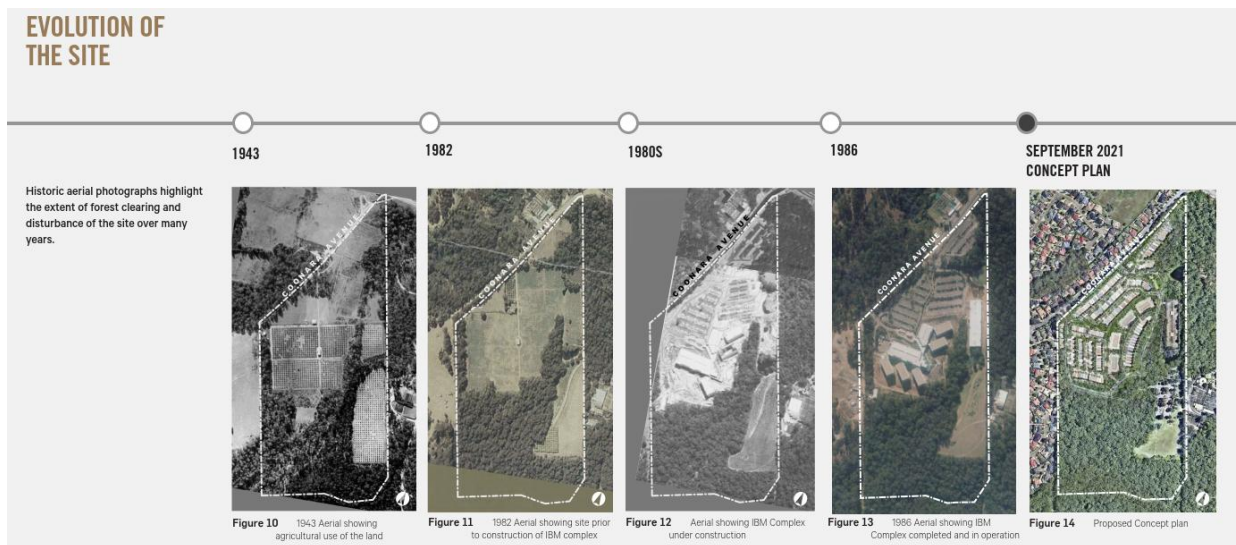 EVOLUTION OF
THE SITE
1943
1982
1980S
1986
SEPTEMBER 2021
CONCEPT PLAN
Historic aerial photographs highlight
the extent of forest clearing and
disturbance of the site over many
years.
COONARA AVENUE
COONARA AVENUE
COONARA AVENUE
COONARA AVENUE
COONARA AVENUE
Figure 10 1943 Aerial showing
agricultural use of the land
Figure 11 1982 Aerial showing site prior
to construction of IBM complex
Figure 12 Aerial showing IBM Complex
under construction
Figure 13 1986 Aerial showing IBM
Complex completed and in operation
Figure 14 Proposed Concept plan